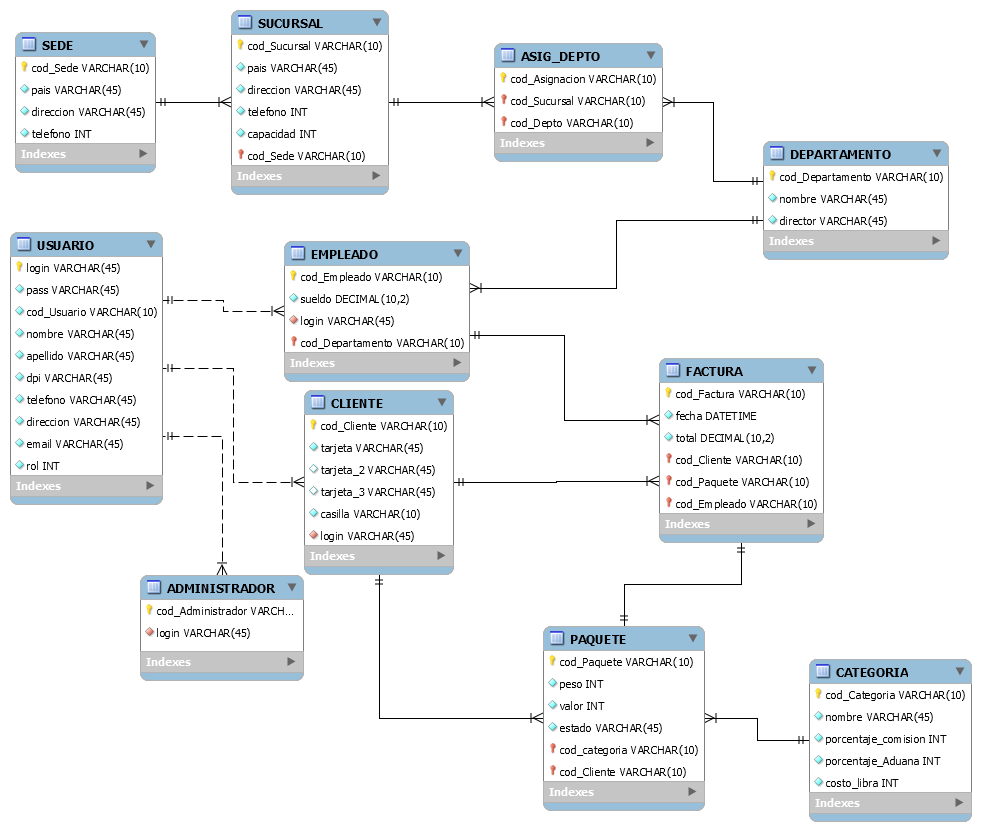 SEDE
cod_Sede VARCHAR(10)
pais VARCHAR(45)
direccion VARCHAR(45)
telefono INT
Indexes
SUCURSAL
cod_Sucursal VARCHAR(10)
pais VARCHAR(45)
direccion VARCHAR(45)
telefono INT
capacidad INT
cod_Sede VARCHAR(10)
Indexes
ASIG_DEPTO
cod_Asignacion VARCHAR(10)
cod_Sucursal VARCHAR(10)
cod_Depto VARCHAR(10)
Indexes
DEPARTAMENTO
cod_Departamento VARCHAR(10)
nombre VARCHAR(45)
director VARCHAR(45)
Indexes
USUARIO
login VARCHAR(45)
pass VARCHAR(45)
cod_Usuario VARCHAR(10)
nombre VARCHAR(45)
apellido VARCHAR(45)
dpi VARCHAR(45)
telefono VARCHAR(45)
direccion VARCHAR(45)
email VARCHAR(45)
rol INT
Indexes
EMPLEADO
cod_Empleado VARCHAR(10)
sueldo DECIMAL(10,2)
login VARCHAR(45)
cod_Departamento VARCHAR(10)
Indexes
CLIENTE
cod_Cliente VARCHAR(10)
tarjeta VARCHAR(45)
tarjeta_2 VARCHAR(45)
tarjeta_3 VARCHAR(45)
casilla VARCHAR(10)
login VARCHAR(45)
Indexes
FACTURA
cod_Factura VARCHAR(10)
fecha DATETIME
total DECIMAL(10,2)
cod_Cliente VARCHAR(10)
cod_Paquete VARCHAR(10)
cod_Empleado VARCHAR(10)
Indexes
ADMINISTRADOR
cod_Administrador VARCH...
login VARCHAR(45)
Indexes
PAQUETE
cod_Paquete VARCHAR(10)
peso INT
valor INT
estado VARCHAR(45)
cod_categoria VARCHAR(10)
cod_Cliente VARCHAR(10)
Indexes
CATEGORIA
cod_Categoria VARCHAR(10)
nombre VARCHAR(45)
porcentaje_comision INT
porcentaje_Aduana INT
costo_libra INT
Indexes